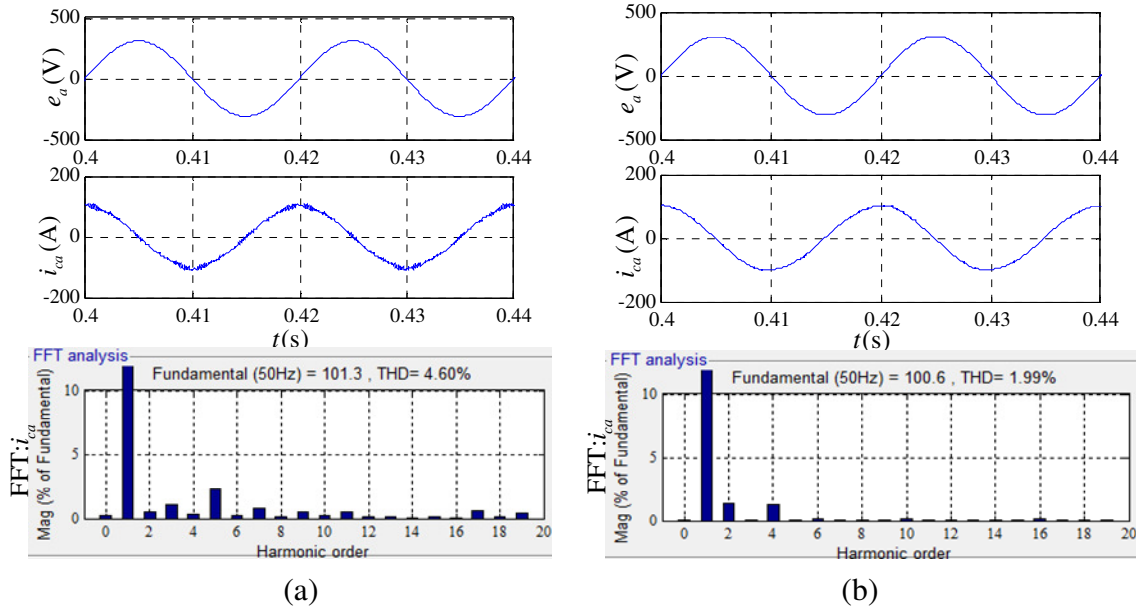 500
0
-500
e_a (V)
0.4 0.41 0.42 0.43 0.44
200
0
-200
i_ca (A)
0.4 0.41 0.42 0.43 0.44
t(s)
FFT analysis
Fundamental (50Hz) = 101.3 , THD= 4.60%
10
5
0
FFT:i_ca
Mag (% of Fundamental)
0 2 4 6 8 10 12 14 16 18 20
Harmonic order
(a)
500
0
-500
e_a (V)
0.4 0.41 0.42 0.43 0.44
200
0
-200
i_ca (A)
0.4 0.41 0.42 0.43 0.44
t(s)
FFT analysis
Fundamental (50Hz) = 100.6 , THD= 1.99%
10
5
0
FFT:i_ca
Mag (% of Fundamental)
0 2 4 6 8 10 12 14 16 18 20
Harmonic order
(b)